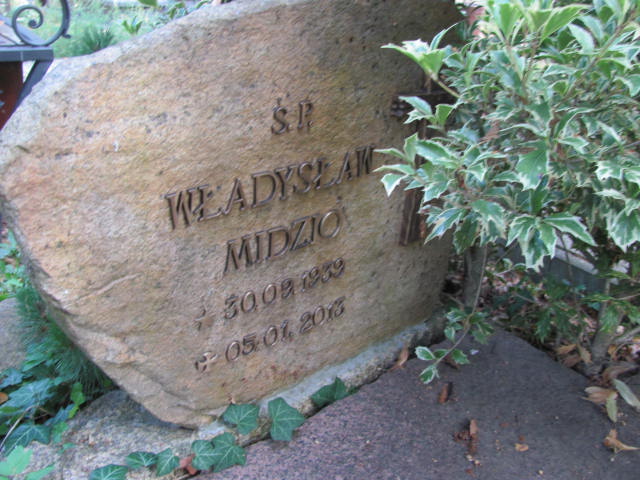 Ś.P.
WŁADYSŁAW
MIDZIO
* 30.09.1939
+ 05.01.2013